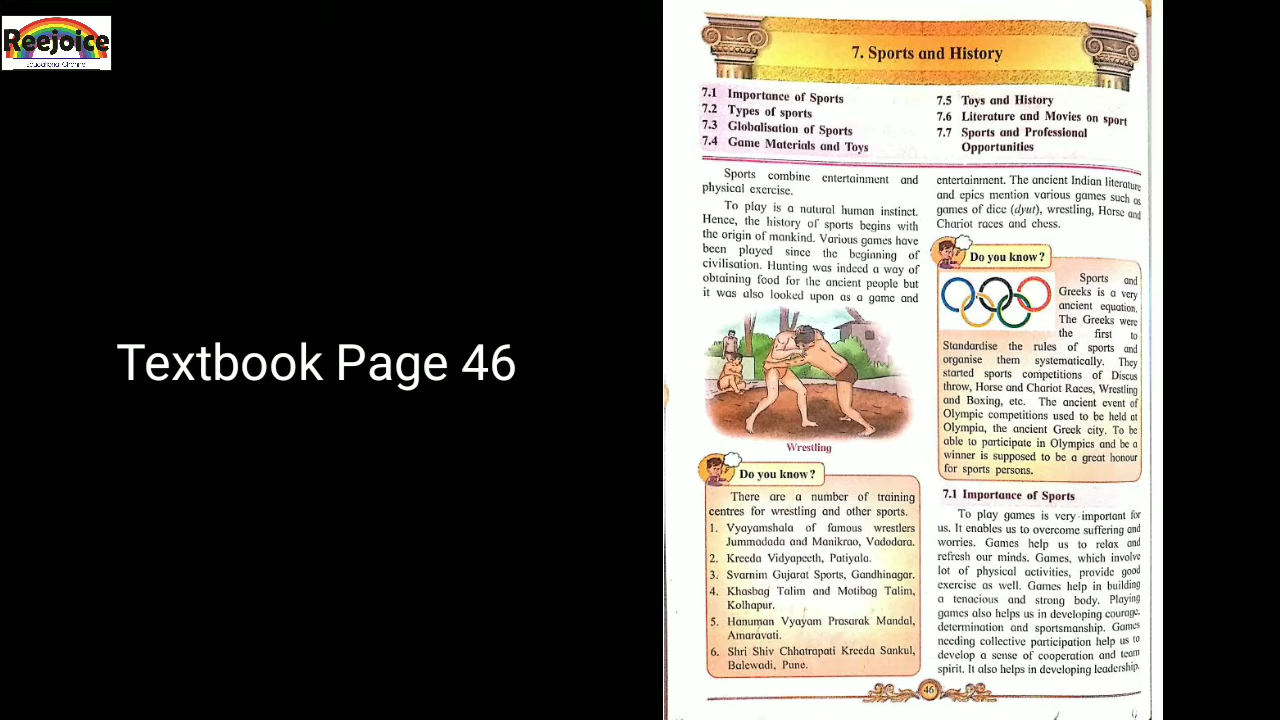 Reejoice
Educational Channel
Textbook Page 46
7. Sports and History
7.1 Importance of Sports
7.2 Types of sports
7.3 Globalisation of Sports
7.4 Game Materials and Toys
7.5 Toys and History
7.6 Literature and Movies on sport
7.7 Sports and Professional
Opportunities
Sports combine entertainment and
physical exercise.
To play is a natural human instinct.
Hence, the history of sports begins with
the origin of mankind. Various games have
been played since the beginning of
civilisation. Hunting was indeed a way of
obtaining food for the ancient people but
it was also looked upon as a game and
Wrestling
Do you know?
There are a number of training
centres for wrestling and other sports.
1. Vyayamshala of famous wrestlers
Jummadada and Manikrao, Vadodara.
2. Kreeda Vidyapeeth, Patiyala.
3. Svarnim Gujarat Sports, Gandhinagar.
4. Khasbag Talim and Motibag Talim,
Kolhapur.
5. Hanuman Vyayam Prasarak Mandal,
Amaravati.
6. Shri Shiv Chhatrapati Kreeda Sankul,
Balewadi, Pune.
entertainment. The ancient Indian literature
and epics mention various games such as
games of dice (dyut), wrestling, Horse and
Chariot races and chess.
Do you know?
Sports and
Greeks is a very
ancient equation.
The Greeks were
the first to
Standardise the rules of sports and
organise them systematically. They
started sports competitions of Discus
throw, Horse and Chariot Races, Wrestling
and Boxing, etc. The ancient event of
Olympic competitions used to be held at
Olympia, the ancient Greek city. To be
able to participate in Olympics and be a
winner is supposed to be a great honour
for sports persons.
7.1 Importance of Sports
To play games is very important for
us. It enables us to overcome suffering and
worries. Games help us to relax and
refresh our minds. Games, which involve
lot of physical activities, provide good
exercise as well. Games help in building
a tenacious and strong body. Playing
games also helps us in developing courage,
determination and sportsmanship. Games
needing collective participation help us to
develop a sense of cooperation and team
spirit. It also helps in developing leadership.
46